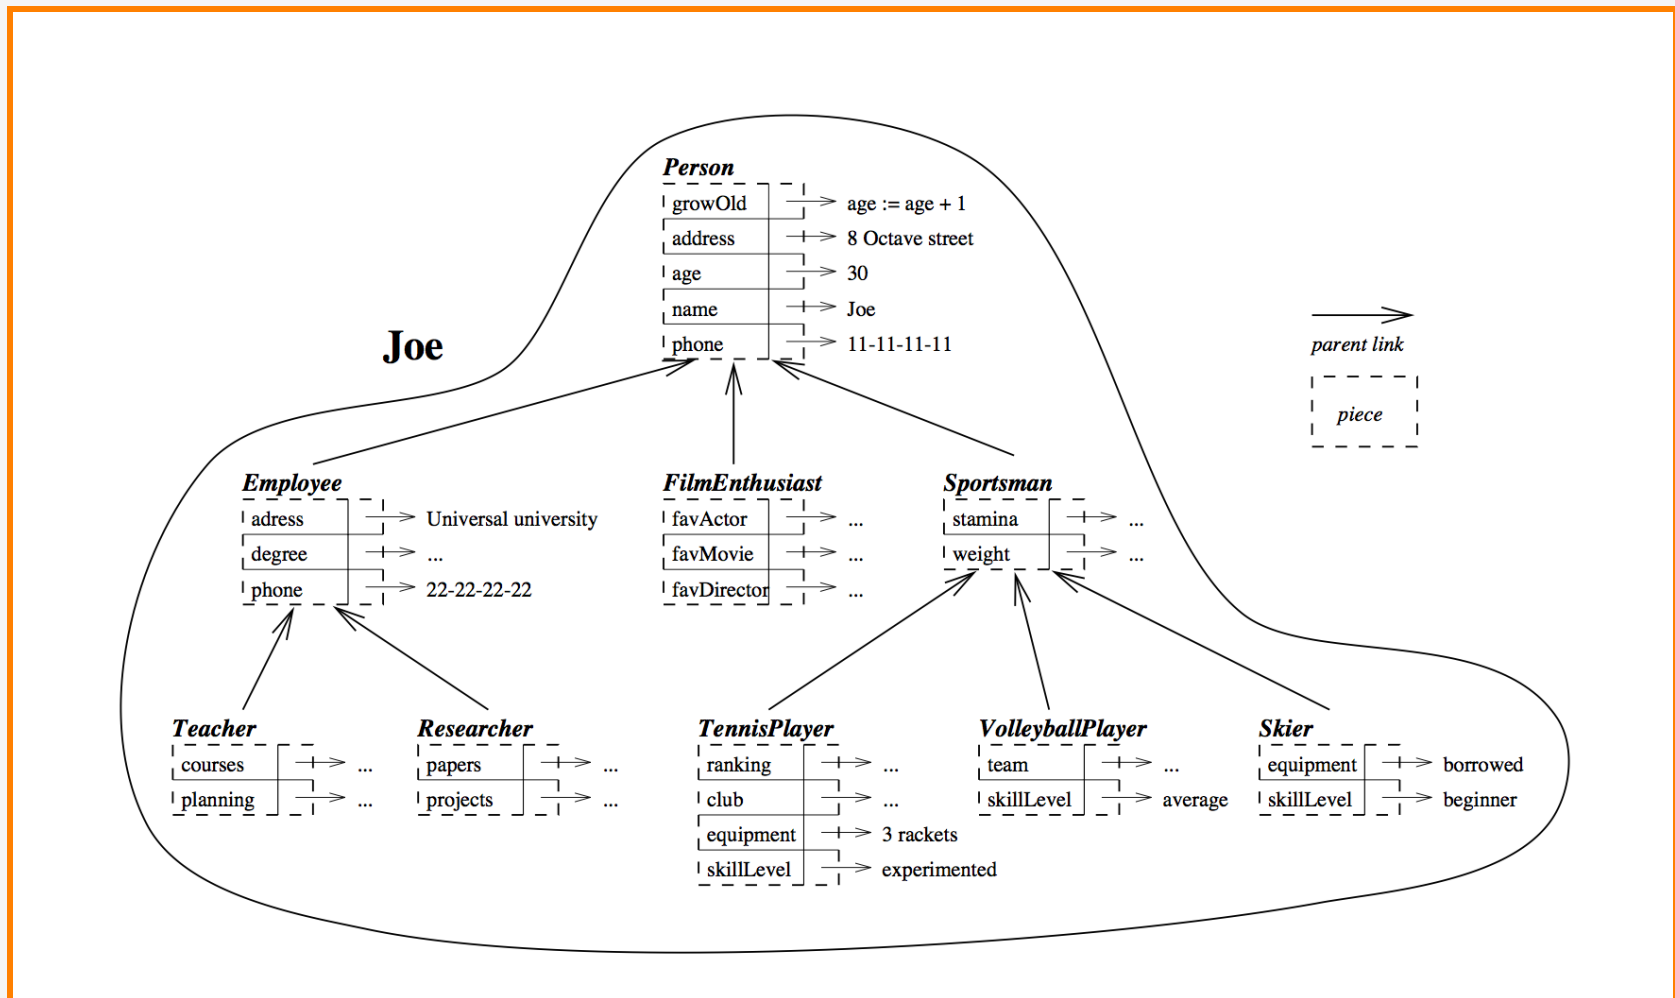 Person
growOld age := age + 1
address 8 Octave street
age 30
name Joe
phone 11-11-11-11
Joe
parent link
piece
Employee
adress Universal university
degree ...
phone 22-22-22-22
FilmEnthusiast
favActor ...
favMovie ...
favDirector ...
Sportsman
stamina ...
weight ...
Teacher
courses ...
planning ...
Researcher
papers ...
projects ...
TennisPlayer
ranking ...
club ...
equipment 3 rackets
skillLevel experimented
VolleyballPlayer
team ...
skillLevel average
Skier
equipment borrowed
skillLevel beginner